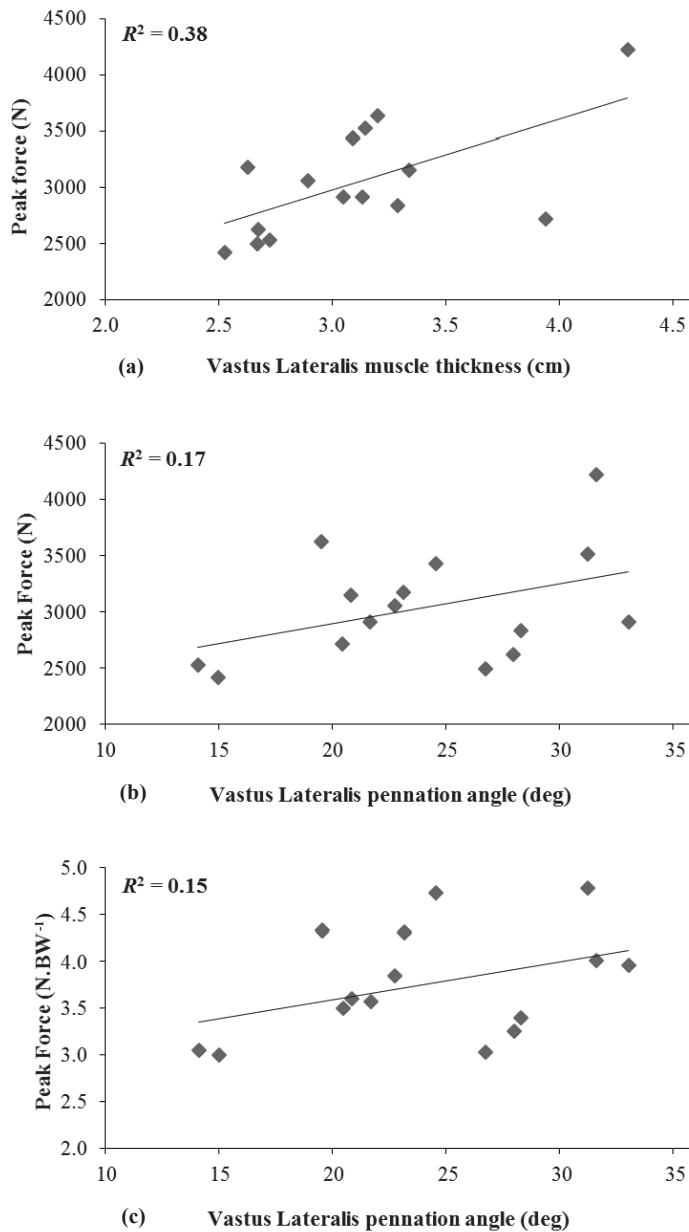 R² = 0.38
Peak force (N)
4500
4000
3500
3000
2500
2000
2.0 2.5 3.0 3.5 4.0 4.5
(a) Vastus Lateralis muscle thickness (cm)
R² = 0.17
Peak Force (N)
4500
4000
3500
3000
2500
2000
10 15 20 25 30 35
(b) Vastus Lateralis pennation angle (deg)
R² = 0.15
Peak Force (N.BW⁻¹)
5.0
4.5
4.0
3.5
3.0
2.5
2.0
10 15 20 25 30 35
(c) Vastus Lateralis pennation angle (deg)